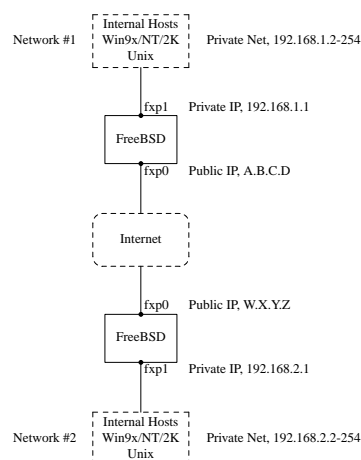 Internal Hosts
Network #1 Win9x/NT/2K Private Net, 192.168.1.2-254
Unix
fxp1 Private IP, 192.168.1.1
FreeBSD
fxp0 Public IP, A.B.C.D
Internet
fxp0 Public IP, W.X.Y.Z
FreeBSD
fxp1 Private IP, 192.168.2.1
Internal Hosts
Network #2 Win9x/NT/2K Private Net, 192.168.2.2-254
Unix